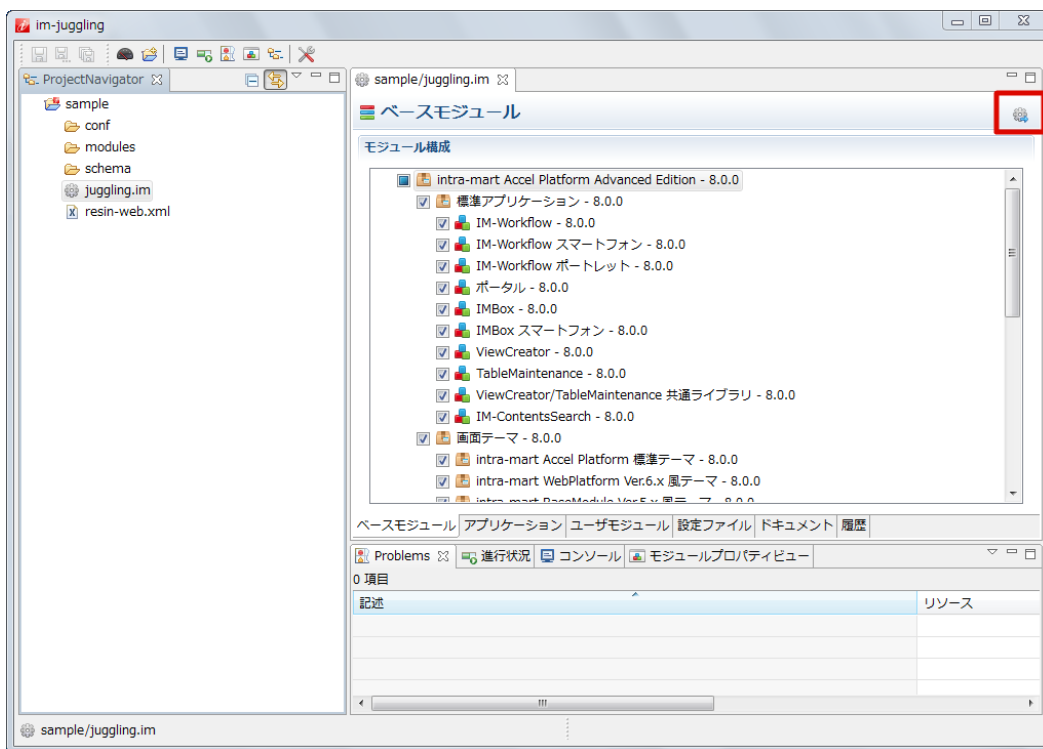 im-juggling
ProjectNavigator
sample
conf
modules
schema
juggling.im
resin-web.xml
sample/juggling.im
ベースモジュール
モジュール構成
intra-mart Accel Platform Advanced Edition - 8.0.0
標準アプリケーション - 8.0.0
IM-Workflow - 8.0.0
IM-Workflow スマートフォン - 8.0.0
IM-Workflow ポートレット - 8.0.0
ポータル - 8.0.0
IMBox - 8.0.0
IMBox スマートフォン - 8.0.0
ViewCreator - 8.0.0
TableMaintenance - 8.0.0
ViewCreator/TableMaintenance 共通ライブラリ - 8.0.0
IM-ContentsSearch - 8.0.0
画面テーマ - 8.0.0
intra-mart Accel Platform 標準テーマ - 8.0.0
intra-mart WebPlatform Ver.6.x 風テーマ - 8.0.0
intra-mart BaseModule Ver.5.x 風テーマ - 8.0.0
ベースモジュール アプリケーション ユーザモジュール 設定ファイル ドキュメント 履歴
Problems 進行状況 コンソール モジュールプロパティビュー
0 項目
記述 リソース
sample/juggling.im